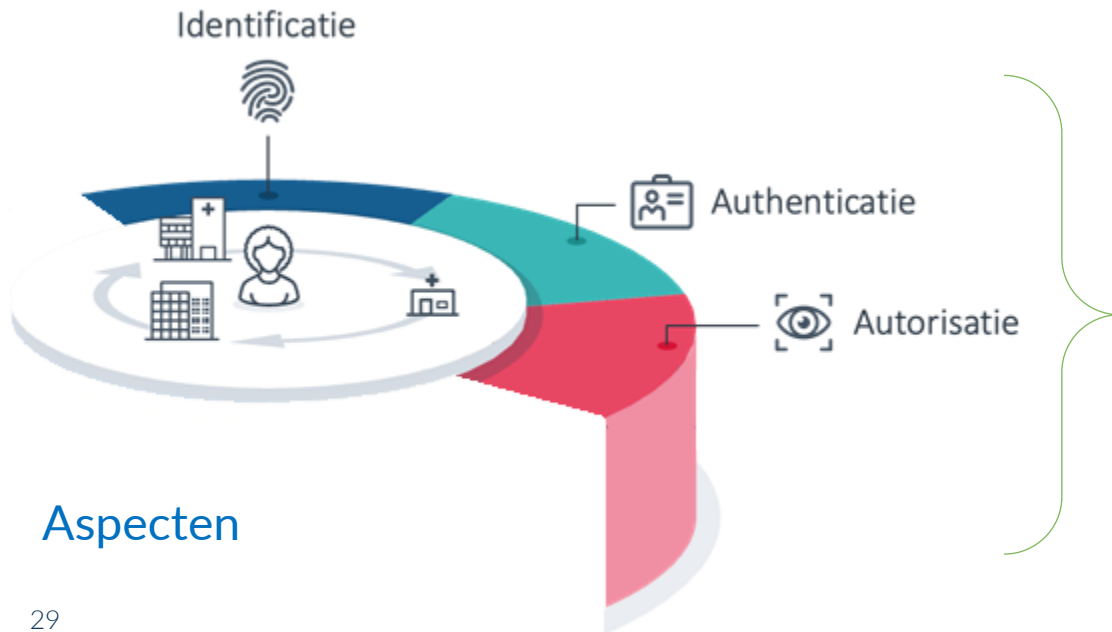 Identificatie
Authenticatie
Autorisatie
Aspecten
29